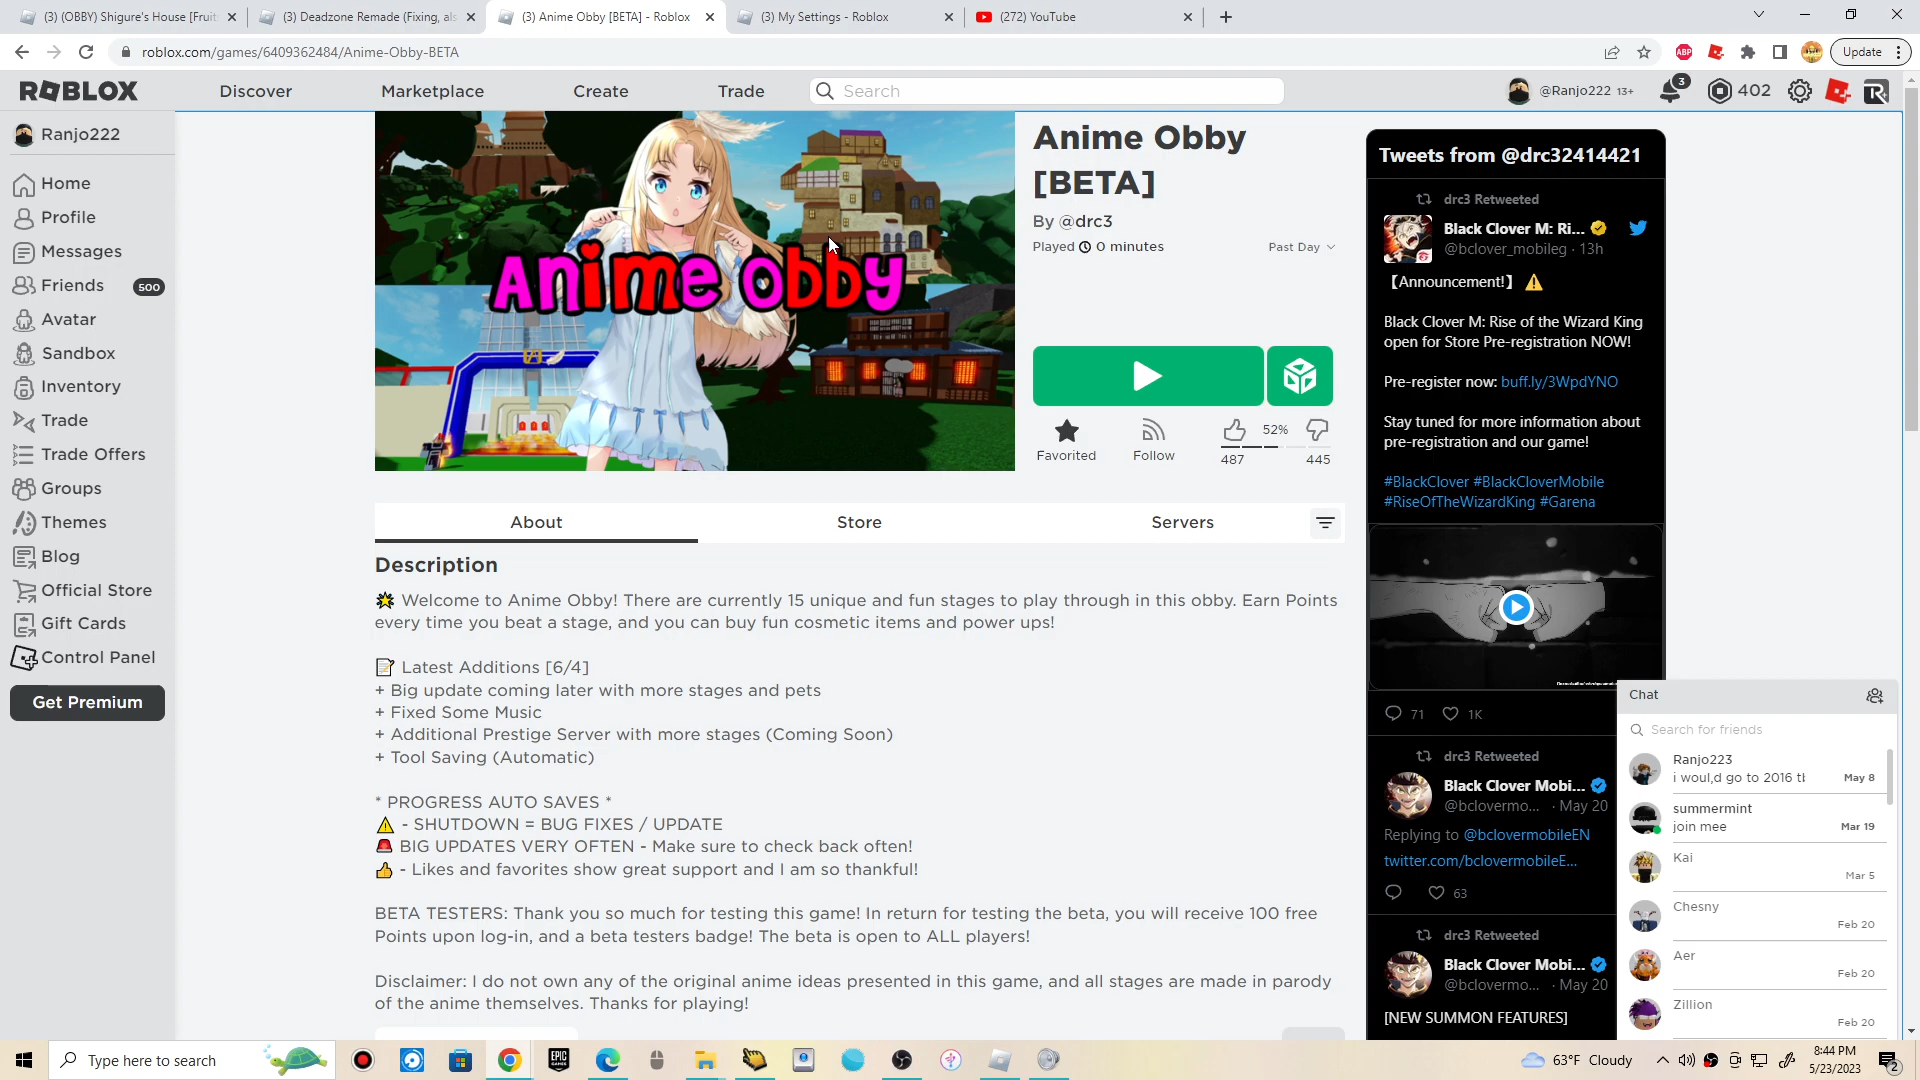 (3) (OBBY) Shigure's House [Fruit
(3) Deadzone Remade (Fixing, als
(3) Anime Obby [BETA] - Roblox
(3) My Settings - Roblox
(272) YouTube
roblox.com/games/6409362484/Anime-Obby-BETA
ABP
Update
ROBLOX
Discover
Marketplace
Create
Trade
Search
@Ranjo222 13+
3
402
Ranjo222
Home
Profile
Messages
Friends 500
Avatar
Sandbox
Inventory
Trade
Trade Offers
Groups
Themes
Blog
Official Store
Gift Cards
Control Panel
Get Premium
Anime obby
Anime Obby
[BETA]
By @drc3
Played 0 minutes
Past Day
Favorited
Follow
52%
487
445
About
Store
Servers
Description
🌟 Welcome to Anime Obby! There are currently 15 unique and fun stages to play through in this obby. Earn Points
every time you beat a stage, and you can buy fun cosmetic items and power ups!
📝 Latest Additions [6/4]
+ Big update coming later with more stages and pets
+ Fixed Some Music
+ Additional Prestige Server with more stages (Coming Soon)
+ Tool Saving (Automatic)
* PROGRESS AUTO SAVES *
⚠️ - SHUTDOWN = BUG FIXES / UPDATE
🚨 BIG UPDATES VERY OFTEN - Make sure to check back often!
👍 - Likes and favorites show great support and I am so thankful!
BETA TESTERS: Thank you so much for testing this game! In return for testing the beta, you will receive 100 free
Points upon log-in, and a beta testers badge! The beta is open to ALL players!
Disclaimer: I do not own any of the original anime ideas presented in this game, and all stages are made in parody
of the anime themselves. Thanks for playing!
Tweets from @drc32414421
drc3 Retweeted
Black Clover M: Ri...
@bclover_mobileg · 13h
【Announcement!】 ⚠️
Black Clover M: Rise of the Wizard King
open for Store Pre-registration NOW!
Pre-register now: buff.ly/3WpdYNO
Stay tuned for more information about
pre-registration and our game!
#BlackClover #BlackCloverMobile
#RiseOfTheWizardKing #Garena
71 1K
drc3 Retweeted
Black Clover Mobi...
@bclovermo... · May 20
Replying to @bclovermobileEN
twitter.com/bclovermobileE...
63
drc3 Retweeted
Black Clover Mobi...
@bclovermo... · May 20
[NEW SUMMON FEATURES]
Chat
Search for friends
Ranjo223
i woul,d go to 2016 tl May 8
summermint
join mee Mar 19
Kai
Mar 5
Chesny
Feb 20
Aer
Feb 20
Zillion
Feb 20
Type here to search
EPIC
GAMES
63°F Cloudy
8:44 PM
5/23/2023
2